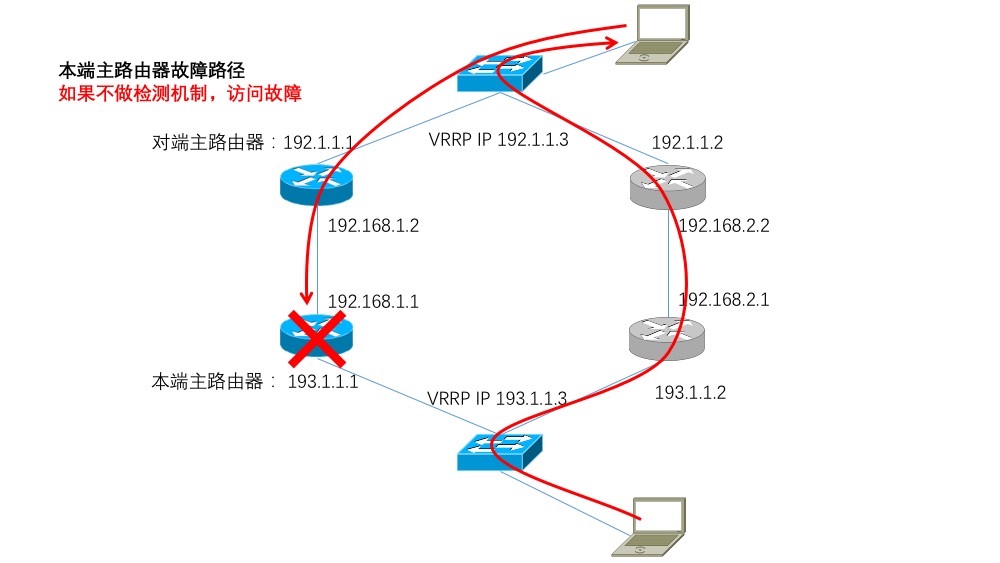 本端主路由器故障路径
如果不做检测机制，访问故障
对端主路由器：192.1.1.1
VRRP IP 192.1.1.3
192.1.1.2
192.168.1.2
192.168.2.2
192.168.1.1
192.168.2.1
本端主路由器：193.1.1.1
VRRP IP 193.1.1.3
193.1.1.2